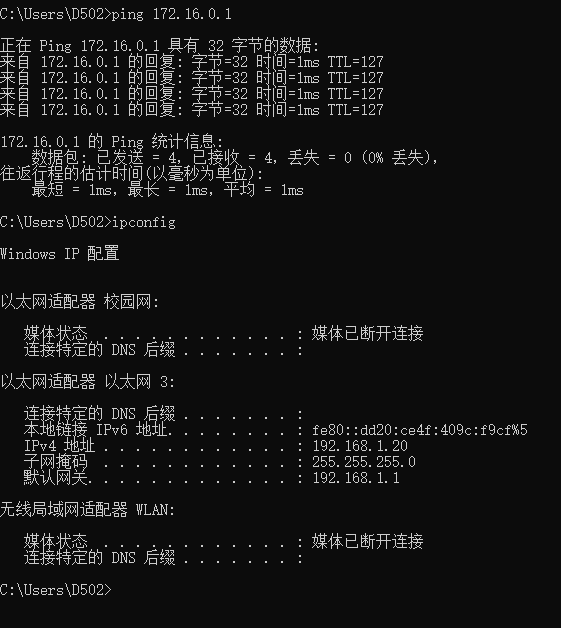 C:\Users\D502>ping 172.16.0.1
正在 Ping 172.16.0.1 具有 32 字节的数据:
来自 172.16.0.1 的回复: 字节=32 时间=1ms TTL=127
来自 172.16.0.1 的回复: 字节=32 时间=1ms TTL=127
来自 172.16.0.1 的回复: 字节=32 时间=1ms TTL=127
来自 172.16.0.1 的回复: 字节=32 时间=1ms TTL=127
172.16.0.1 的 Ping 统计信息:
数据包: 已发送 = 4, 已接收 = 4, 丢失 = 0 (0% 丢失),
往返行程的估计时间(以毫秒为单位):
最短 = 1ms, 最长 = 1ms, 平均 = 1ms
C:\Users\D502>ipconfig
Windows IP 配置
以太网适配器 校园网:
媒体状态 . . . . . . . . . . . . : 媒体已断开连接
连接特定的 DNS 后缀 . . . . . . . :
以太网适配器 以太网 3:
连接特定的 DNS 后缀 . . . . . . . :
本地链接 IPv6 地址. . . . . . . . : fe80::dd20:ce4f:409c:f9cf%5
IPv4 地址 . . . . . . . . . . . . : 192.168.1.20
子网掩码 . . . . . . . . . . . . : 255.255.255.0
默认网关. . . . . . . . . . . . . : 192.168.1.1
无线局域网适配器 WLAN:
媒体状态 . . . . . . . . . . . . : 媒体已断开连接
连接特定的 DNS 后缀 . . . . . . . :
C:\Users\D502>